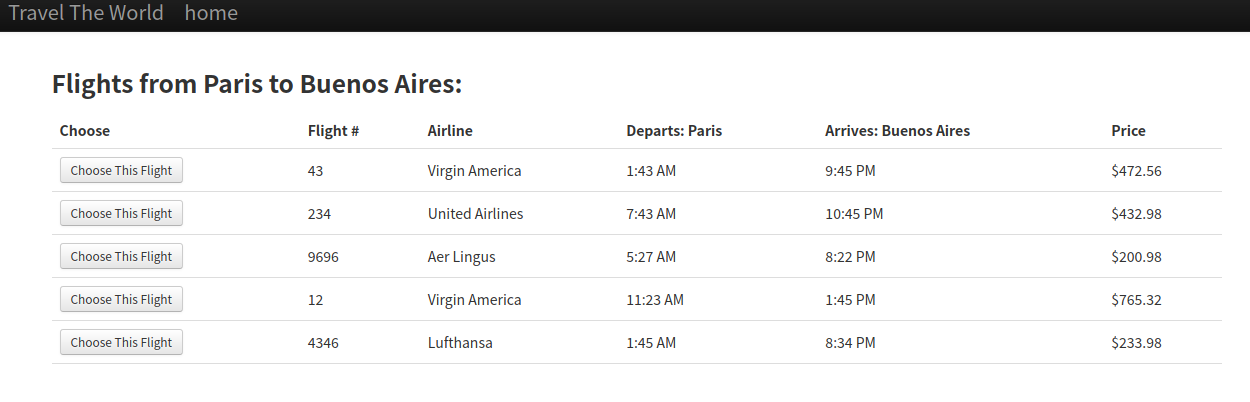 Travel The World home
Flights from Paris to Buenos Aires:
Choose Flight # Airline Departs: Paris Arrives: Buenos Aires Price
Choose This Flight 43 Virgin America 1:43 AM 9:45 PM $472.56
Choose This Flight 234 United Airlines 7:43 AM 10:45 PM $432.98
Choose This Flight 9696 Aer Lingus 5:27 AM 8:22 PM $200.98
Choose This Flight 12 Virgin America 11:23 AM 1:45 PM $765.32
Choose This Flight 4346 Lufthansa 1:45 AM 8:34 PM $233.98